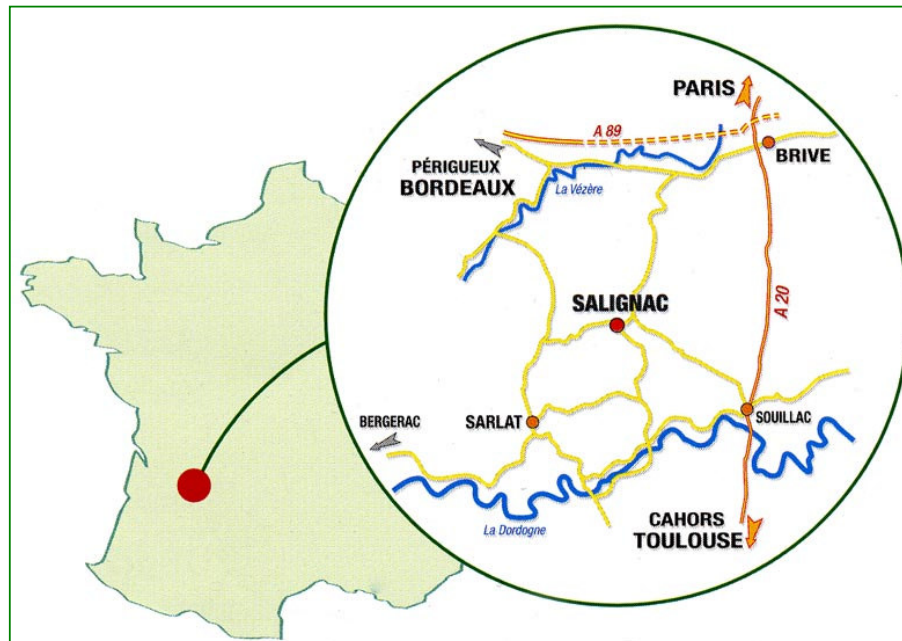 PARIS
A 89
BRIVE
PÉRIGUEUX
BORDEAUX
La Vézère
SALIGNAC
A 20
BERGERAC
SARLAT
SOUILLAC
La Dordogne
CAHORS
TOULOUSE